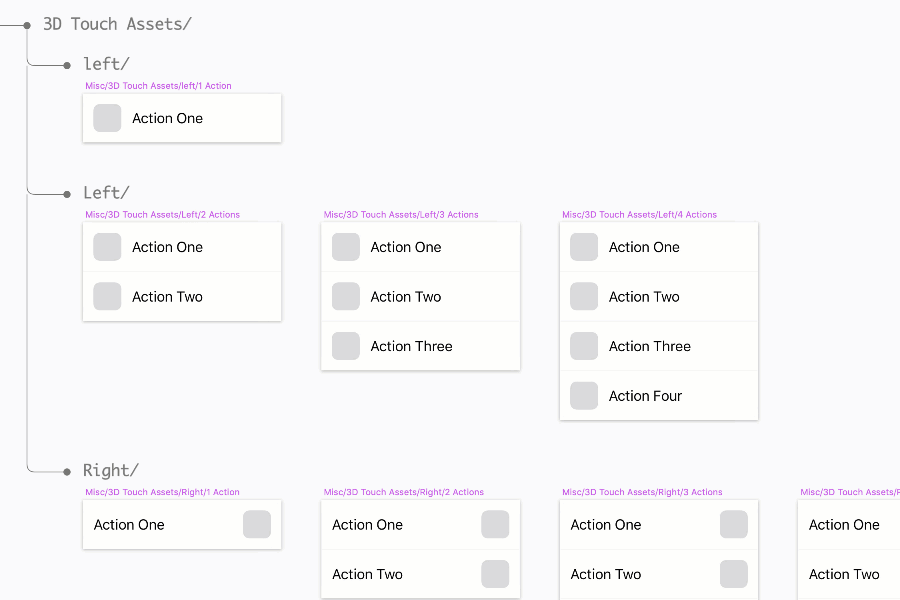 3D Touch Assets/
left/
Misc/3D Touch Assets/left/1 Action
Action One
Left/
Misc/3D Touch Assets/Left/2 Actions
Action One
Action Two
Misc/3D Touch Assets/Left/3 Actions
Action One
Action Two
Action Three
Misc/3D Touch Assets/Left/4 Actions
Action One
Action Two
Action Three
Action Four
Right/
Misc/3D Touch Assets/Right/1 Action
Action One
Misc/3D Touch Assets/Right/2 Actions
Action One
Action Two
Misc/3D Touch Assets/Right/3 Actions
Action One
Action Two
Misc/3D Touch Assets/
Action One
Action Two